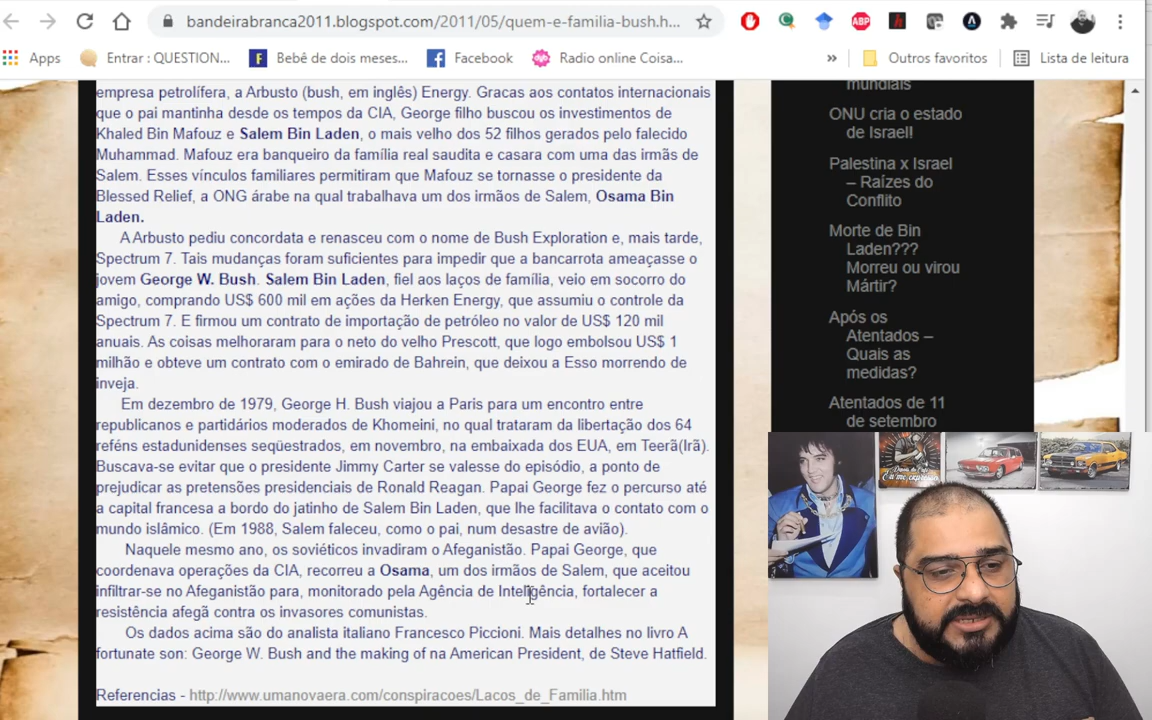 bandeirabranca2011.blogspot.com/2011/05/quem-e-familia-bush.h...
ABP
h
Apps
Entrar : QUESTION...
F
Bebê de dois meses...
Facebook
Radio online Coisa...
»
Outros favoritos
Lista de leitura
empresa petrolífera, a Arbusto (bush, em inglês) Energy. Gracas aos contatos internacionais
que o pai mantinha desde os tempos da CIA, George filho buscou os investimentos de
Khaled Bin Mafouz e Salem Bin Laden, o mais velho dos 52 filhos gerados pelo falecido
Muhammad. Mafouz era banqueiro da família real saudita e casara com uma das irmãs de
Salem. Esses vínculos familiares permitiram que Mafouz se tornasse o presidente da
Blessed Relief, a ONG árabe na qual trabalhava um dos irmãos de Salem, Osama Bin
Laden.
A Arbusto pediu concordata e renasceu com o nome de Bush Exploration e, mais tarde,
Spectrum 7. Tais mudanças foram suficientes para impedir que a bancarrota ameaçasse o
jovem George W. Bush. Salem Bin Laden, fiel aos laços de família, veio em socorro do
amigo, comprando US$ 600 mil em ações da Herken Energy, que assumiu o controle da
Spectrum 7. E firmou um contrato de importação de petróleo no valor de US$ 120 mil
anuais. As coisas melhoraram para o neto do velho Prescott, que logo embolsou US$ 1
milhão e obteve um contrato com o emirado de Bahrein, que deixou a Esso morrendo de
inveja.
Em dezembro de 1979, George H. Bush viajou a Paris para um encontro entre
republicanos e partidários moderados de Khomeini, no qual trataram da libertação dos 64
reféns estadunidenses seqüestrados, em novembro, na embaixada dos EUA, em Teerã(Irã).
Buscava-se evitar que o presidente Jimmy Carter se valesse do episódio, a ponto de
prejudicar as pretensões presidenciais de Ronald Reagan. Papai George fez o percurso até
a capital francesa a bordo do jatinho de Salem Bin Laden, que lhe facilitava o contato com o
mundo islâmico. (Em 1988, Salem faleceu, como o pai, num desastre de avião).
Naquele mesmo ano, os soviéticos invadiram o Afeganistão. Papai George, que
coordenava operações da CIA, recorreu a Osama, um dos irmãos de Salem, que aceitou
infiltrar-se no Afeganistão para, monitorado pela Agência de Inteligência, fortalecer a
resistência afegã contra os invasores comunistas.
Os dados acima são do analista italiano Francesco Piccioni. Mais detalhes no livro A
fortunate son: George W. Bush and the making of na American President, de Steve Hatfield.
Referencias - http://www.umanovaera.com/conspiracoes/Lacos_de_Familia.htm
mundiais
ONU cria o estado
de Israel!
Palestina x Israel
– Raízes do
Conflito
Morte de Bin
Laden???
Morreu ou virou
Mártir?
Após os
Atentados –
Quais as
medidas?
Atentados de 11
de setembro